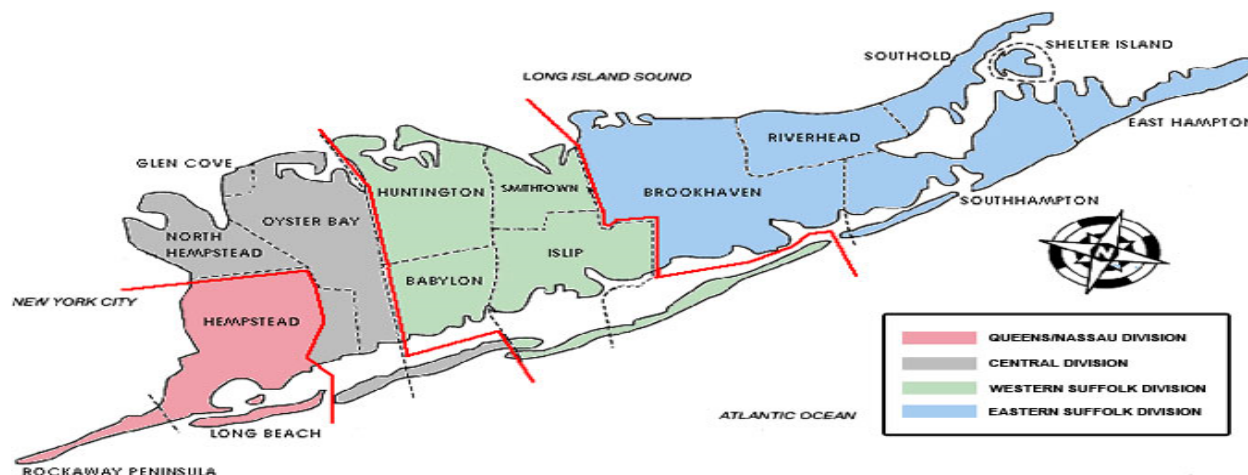 SHELTER ISLAND
SOUTHOLD
LONG ISLAND SOUND
EAST HAMPTON
RIVERHEAD
GLEN COVE
HUNTINGTON
SMITHTOWN
BROOKHAVEN
SOUTHHAMPTON
OYSTER BAY
NORTH
HEMPSTEAD
ISLIP
BABYLON
NEW YORK CITY
HEMPSTEAD
QUEENS/NASSAU DIVISION
CENTRAL DIVISION
WESTERN SUFFOLK DIVISION
EASTERN SUFFOLK DIVISION
ATLANTIC OCEAN
LONG BEACH
ROCKAWAY PENINSULA